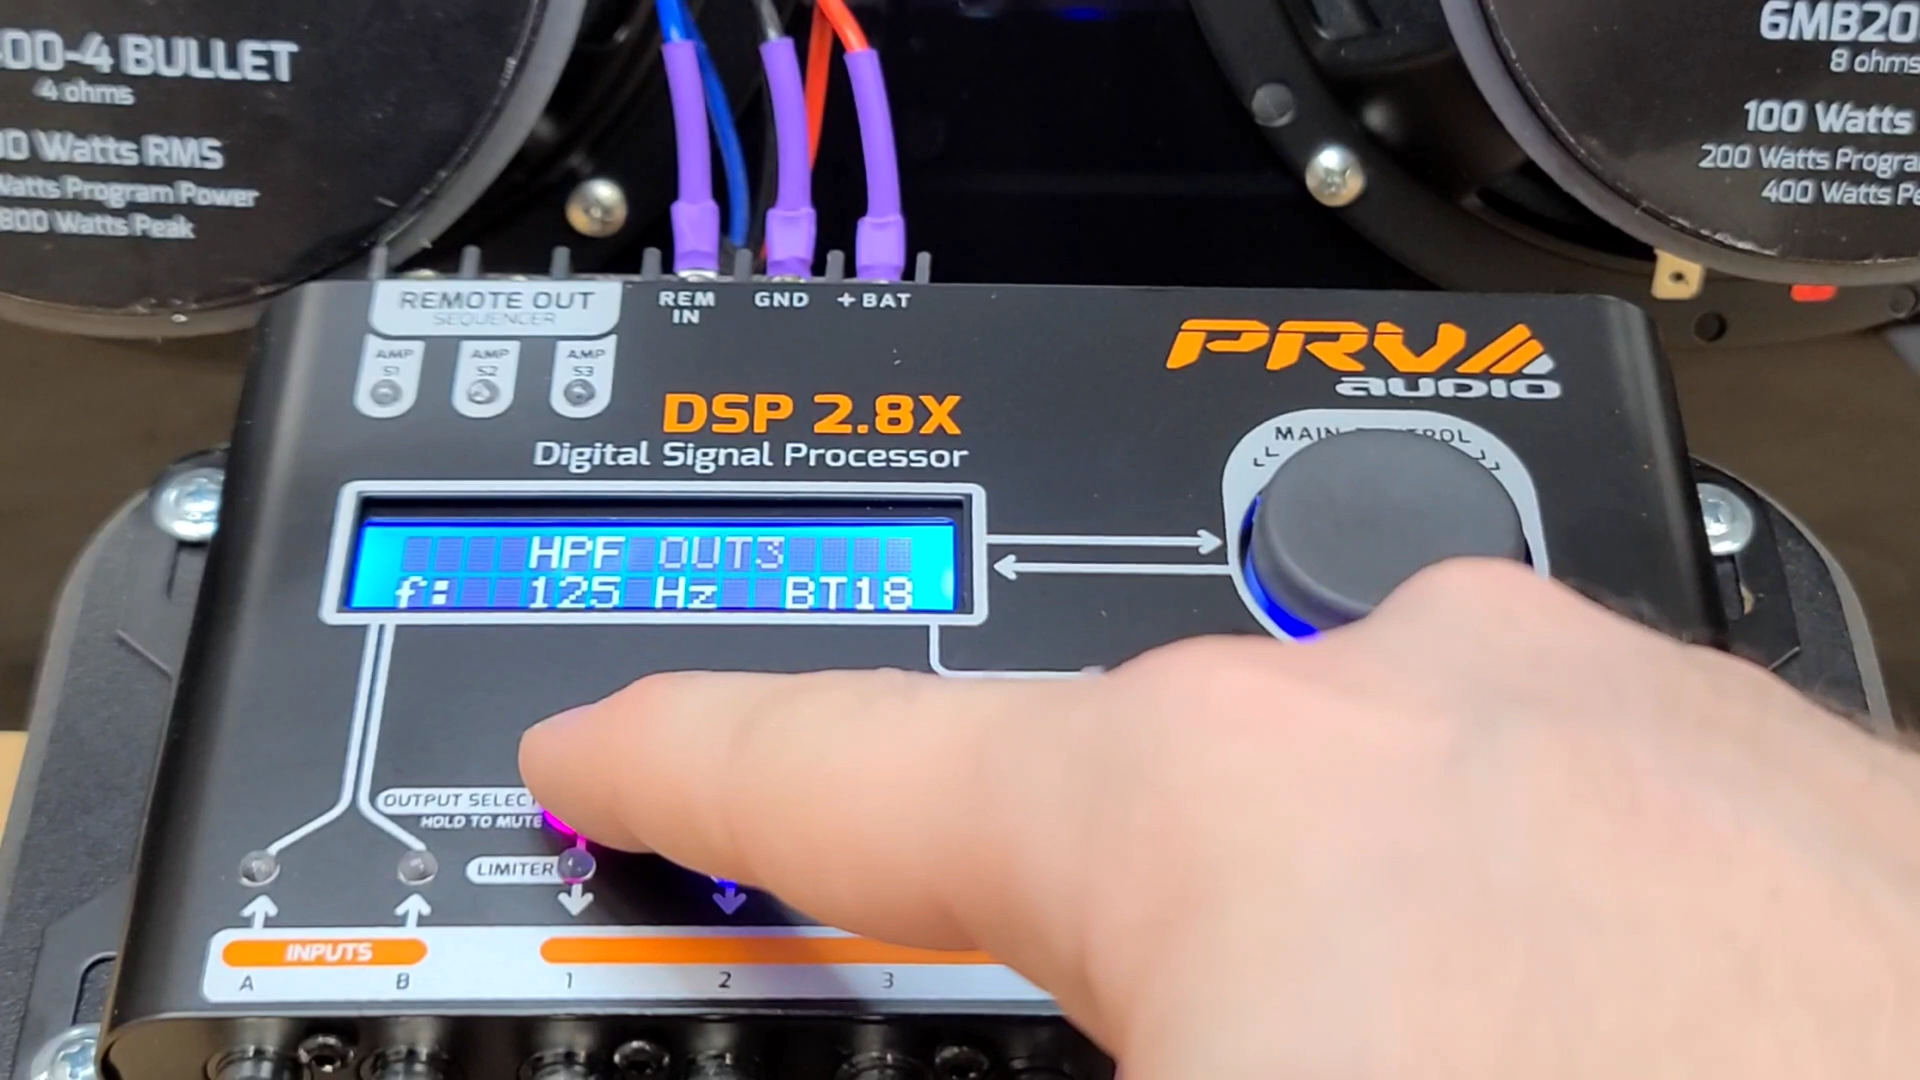 00-4 BULLET
4 ohms
00 Watts RMS
Watts Program Power
800 Watts Peak
6MB20
8 ohms
100 Watts
200 Watts Progra
400 Watts Pe
REMOTE OUT
SEQUENCER
AMP S1
AMP S2
AMP S3
REM IN
GND
+BAT
PRV
AUDIO
DSP 2.8X
Digital Signal Processor
MAIN
HPF OUT3
f: 125 Hz BT18
OUTPUT SELECT
HOLD TO MUTE
LIMITER
INPUTS
A B 1 2 3